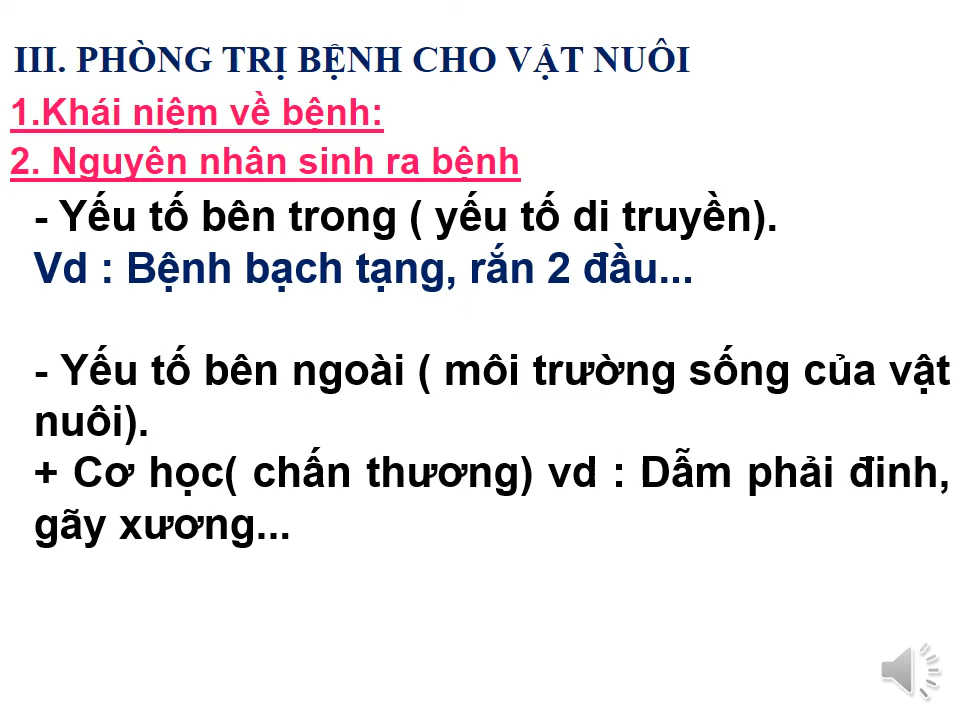 III. PHÒNG TRỊ BỆNH CHO VẬT NUÔI
1.Khái niệm về bệnh:
2. Nguyên nhân sinh ra bệnh
- Yếu tố bên trong ( yếu tố di truyền).
Vd : Bệnh bạch tạng, rắn 2 đầu...
- Yếu tố bên ngoài ( môi trường sống của vật
nuôi).
+ Cơ học( chấn thương) vd : Dẫm phải đinh,
gãy xương...